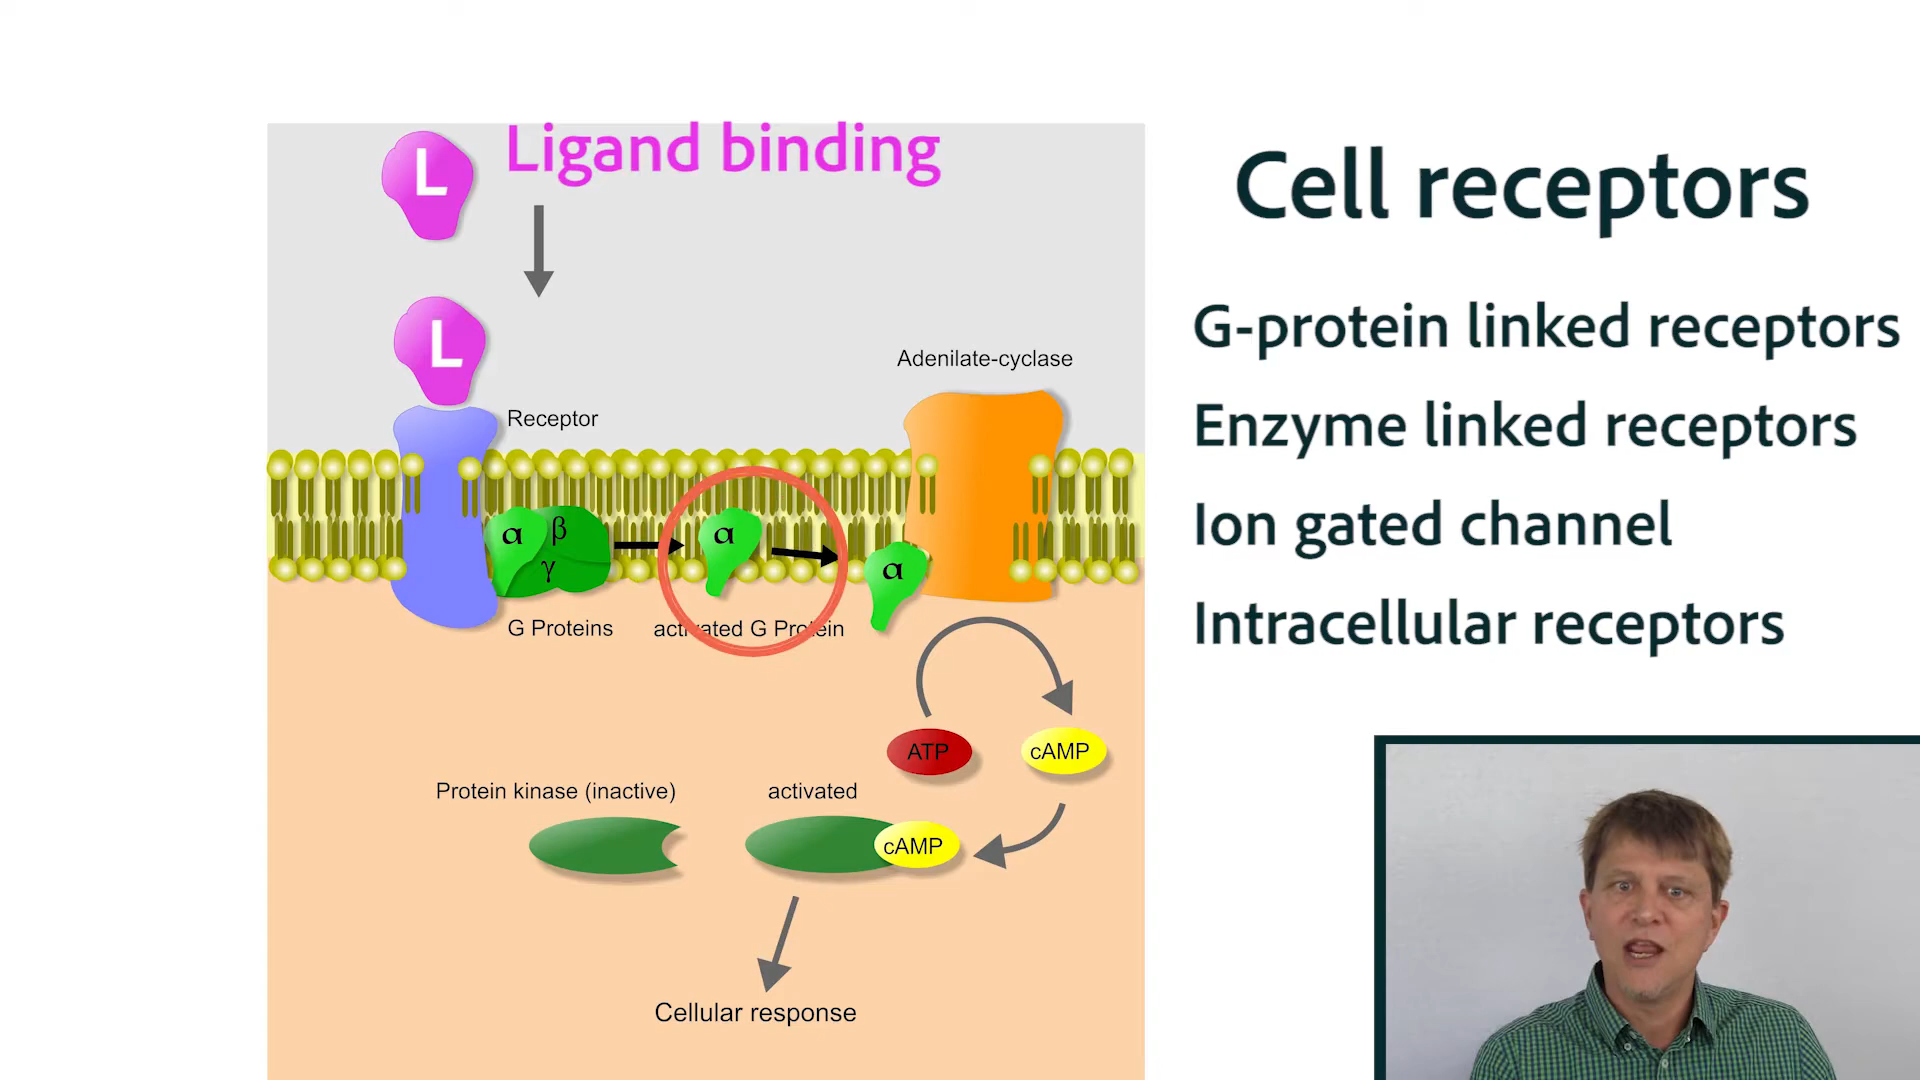 L
Ligand binding
L
Receptor
Adenilate-cyclase
α
β
γ
α
α
G Proteins
activated G Protein
ATP
cAMP
Protein kinase (inactive)
activated
cAMP
Cellular response
Cell receptors
G-protein linked receptors
Enzyme linked receptors
Ion gated channel
Intracellular receptors